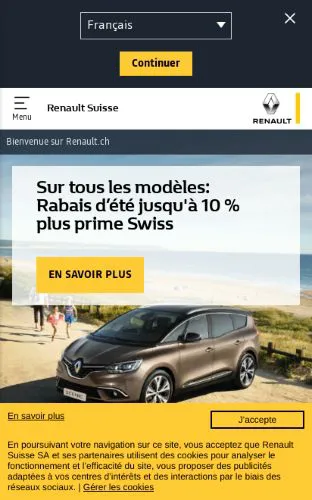 Français
Continuer
Menu
Renault Suisse
RENAULT
Bienvenue sur Renault.ch
Sur tous les modèles:
Rabais d’été jusqu'à 10 %
plus prime Swiss
EN SAVOIR PLUS
En savoir plus
J'accepte
En poursuivant votre navigation sur ce site, vous acceptez que Renault
Suisse SA et ses partenaires utilisent des cookies pour analyser le
fonctionnement et l'efficacité du site, vous proposer des publicités
adaptées à vos centres d'intérêts et des interactions par le biais des
réseaux sociaux. | Gérer les cookies